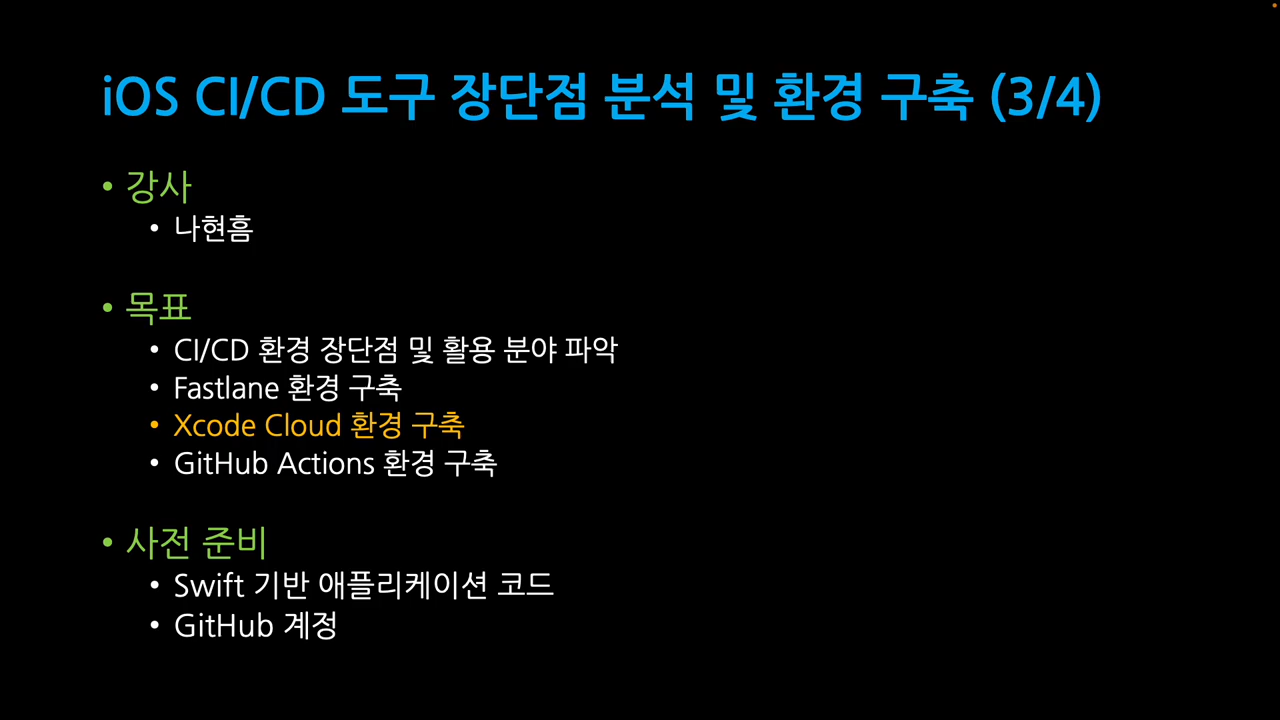 iOS CI/CD 도구 장단점 분석 및 환경 구축 (3/4)
• 강사
• 나현흠
• 목표
• CI/CD 환경 장단점 및 활용 분야 파악
• Fastlane 환경 구축
• Xcode Cloud 환경 구축
• GitHub Actions 환경 구축
• 사전 준비
• Swift 기반 애플리케이션 코드
• GitHub 계정